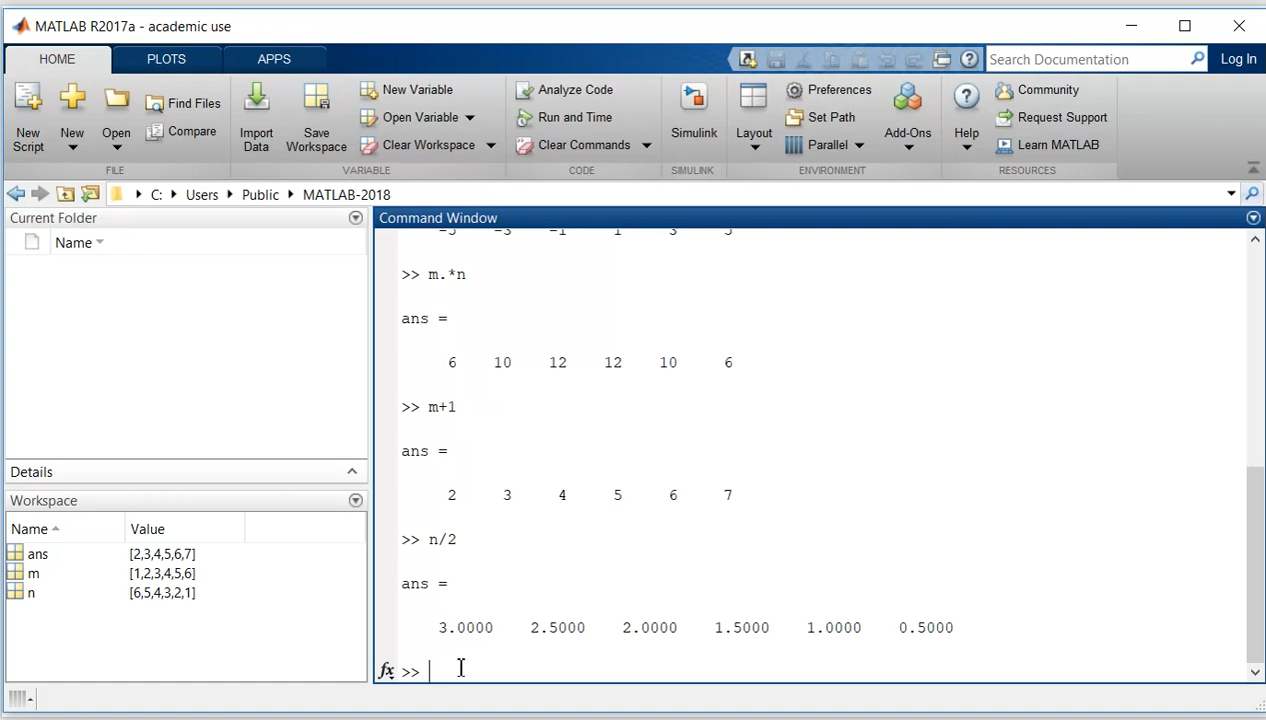 MATLAB R2017a - academic use
HOME PLOTS APPS Search Documentation Log In
New Script
New
Open
Find Files
Compare
FILE
Import Data
Save Workspace
New Variable
Open Variable
Clear Workspace
VARIABLE
Analyze Code
Run and Time
Clear Commands
CODE
Simulink
SIMULINK
Layout
Preferences
Set Path
Parallel
Add-Ons
ENVIRONMENT
Help
Community
Request Support
Learn MATLAB
RESOURCES
C: Users Public MATLAB-2018
Current Folder
Name
Details
Workspace
Name Value
ans [2,3,4,5,6,7]
m [1,2,3,4,5,6]
n [6,5,4,3,2,1]
Command Window
-5 -3 -1 1 3 5
>> m.*n
ans =
6 10 12 12 10 6
>> m+1
ans =
2 3 4 5 6 7
>> n/2
ans =
3.0000 2.5000 2.0000 1.5000 1.0000 0.5000
fx >>